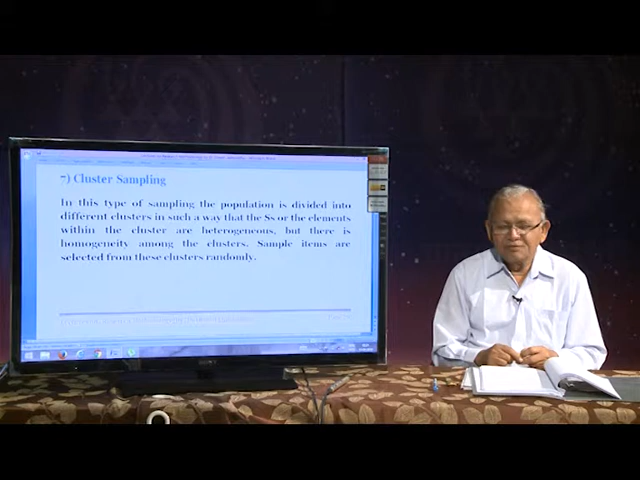 7) Cluster Sampling
In this type of sampling the population is divided into
different clusters in such a way that the Ss or the elements
within the cluster are heterogeneous, but there is
homogeneity among the clusters. Sample items are
selected from these clusters randomly.